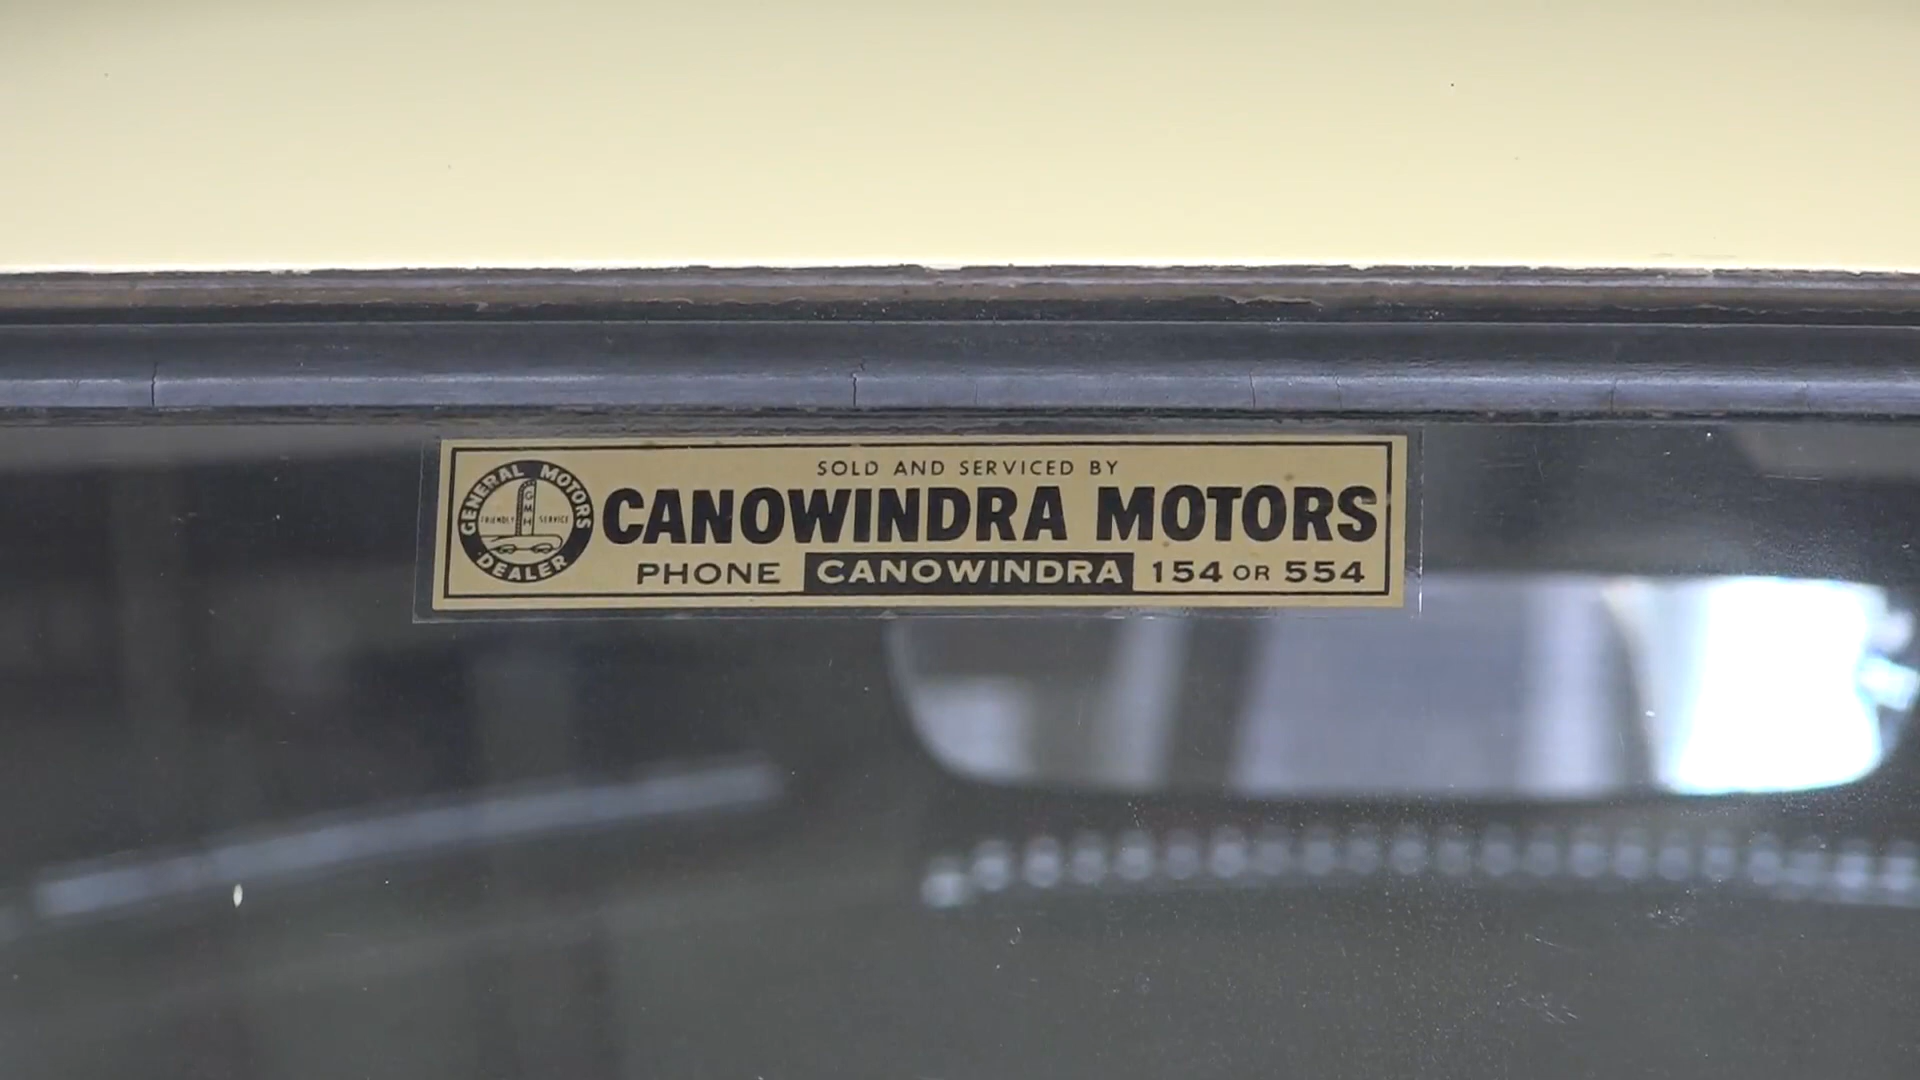 GENERAL MOTORS
FRIENDLY SERVICE
GMH
DEALER
SOLD AND SERVICED BY
CANOWINDRA MOTORS
PHONE CANOWINDRA 154 OR 554